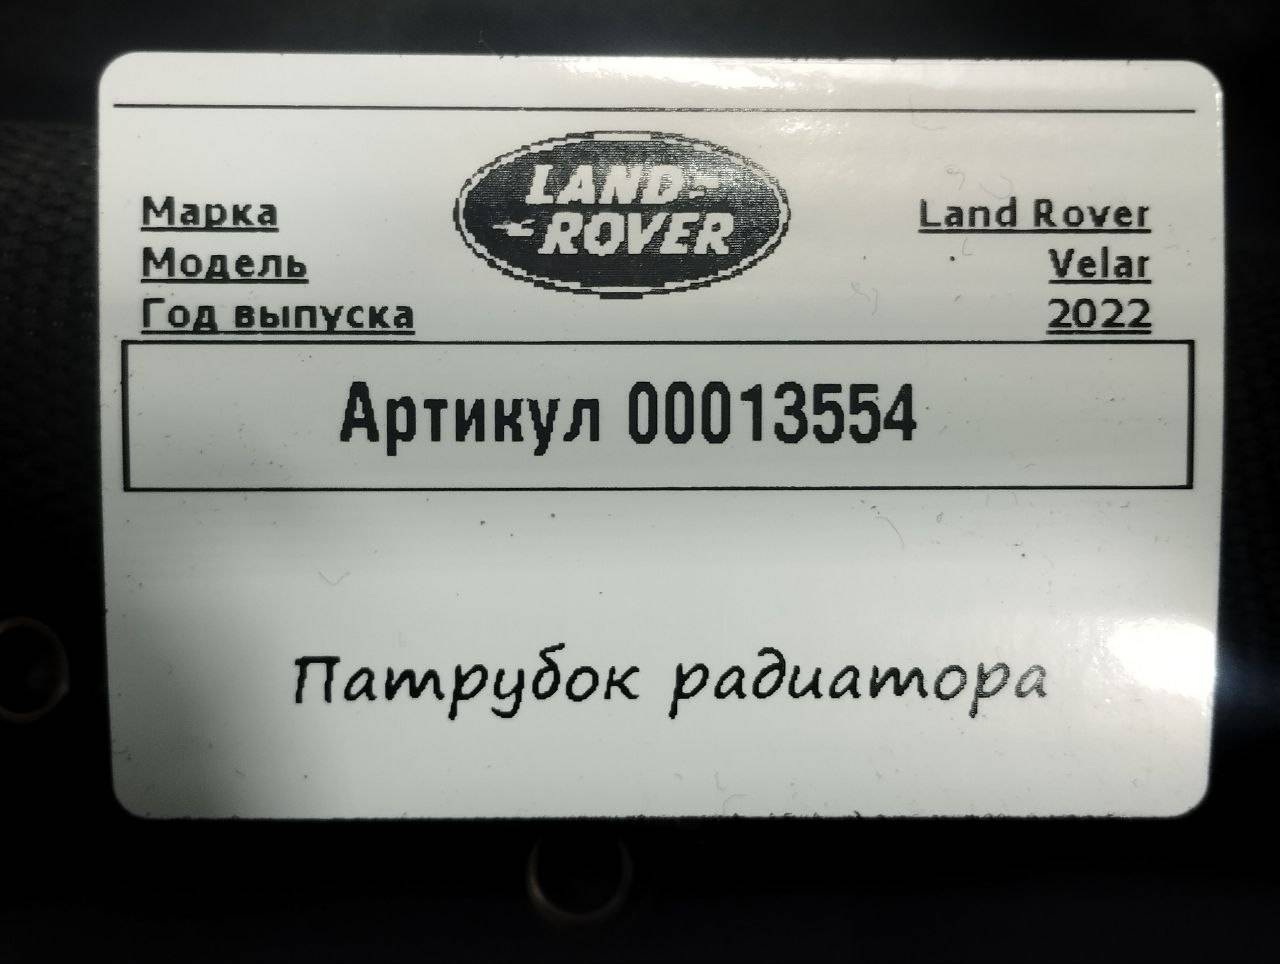 LAND-
ROVER
Марка Land Rover
Модель Velar
Год выпуска 2022
Артикул 00013554
Патрубок радиатора